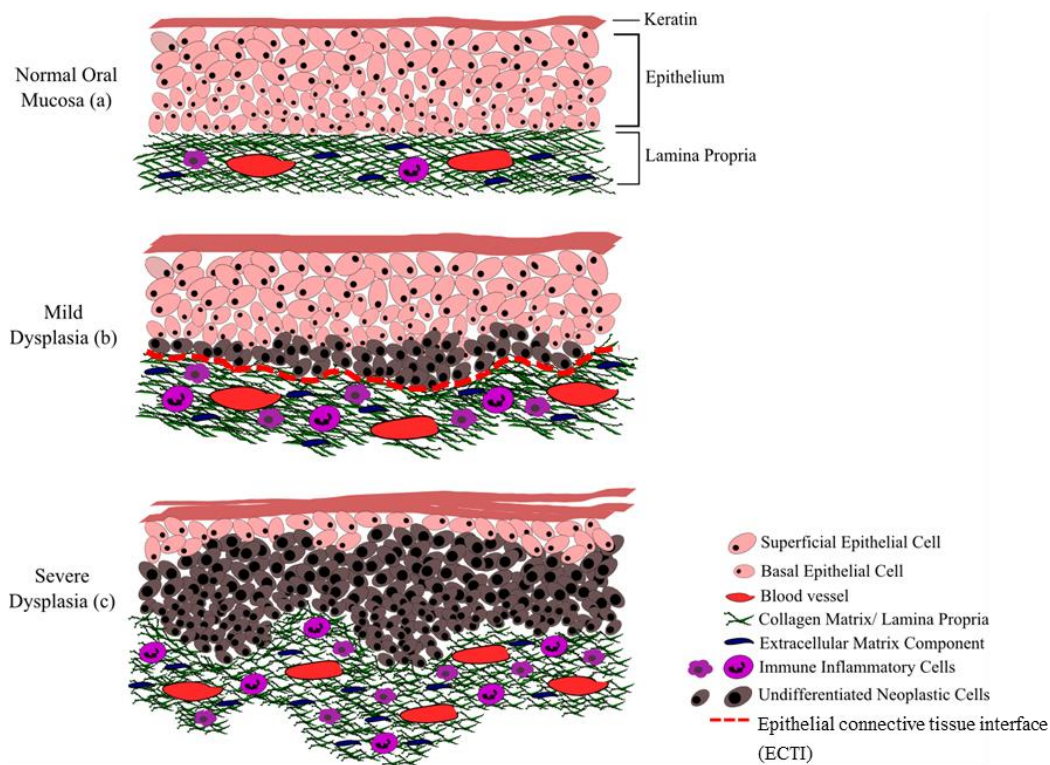 Keratin
Normal Oral
Mucosa (a)
Epithelium
Lamina Propria
Mild
Dysplasia (b)
Severe
Dysplasia (c)
Superficial Epithelial Cell
Basal Epithelial Cell
Blood vessel
Collagen Matrix/ Lamina Propria
Extracellular Matrix Component
Immune Inflammatory Cells
Undifferentiated Neoplastic Cells
Epithelial connective tissue interface
(ECTI)